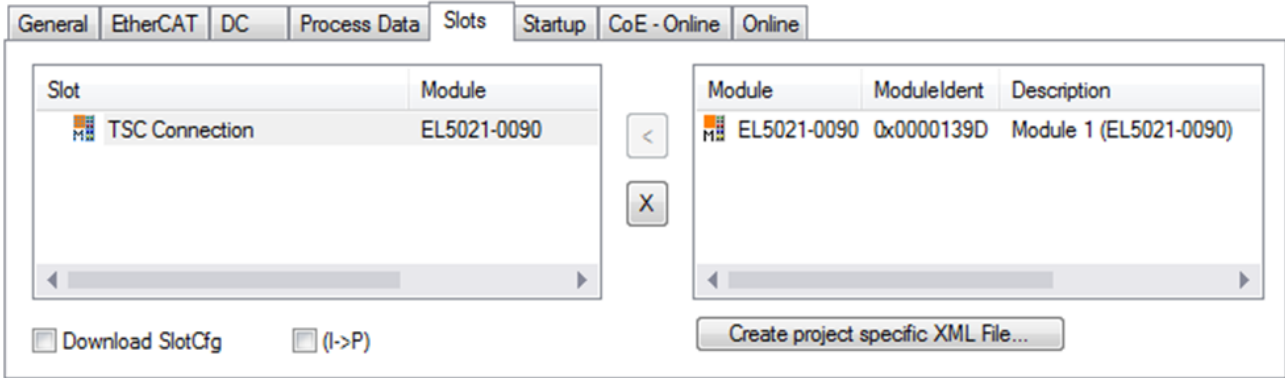 General EtherCAT DC Process Data Slots Startup CoE - Online Online
Slot Module
TSC Connection EL5021-0090
<
X
Module ModuleIdent Description
EL5021-0090 0x0000139D Module 1 (EL5021-0090)
Download SlotCfg (I->P)
Create project specific XML File...